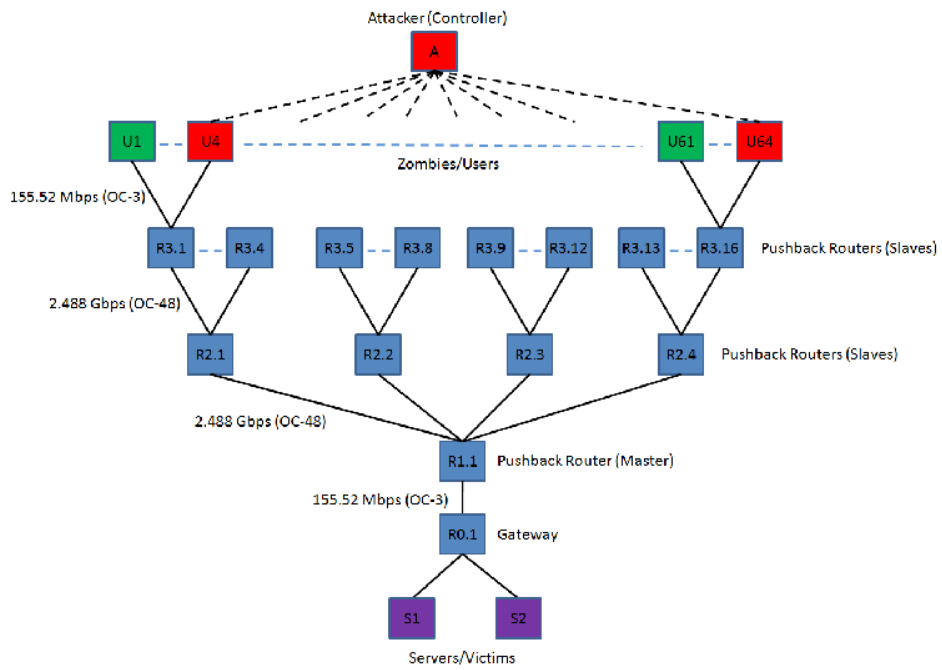 Attacker (Controller)
A
U1
U4
U61
U64
Zombies/Users
155.52 Mbps (OC-3)
R3.1
R3.4
R3.5
R3.8
R3.9
R3.12
R3.13
R3.16
Pushback Routers (Slaves)
2.488 Gbps (OC-48)
R2.1
R2.2
R2.3
R2.4
Pushback Routers (Slaves)
2.488 Gbps (OC-48)
R1.1
Pushback Router (Master)
155.52 Mbps (OC-3)
R0.1
Gateway
S1
S2
Servers/Victims